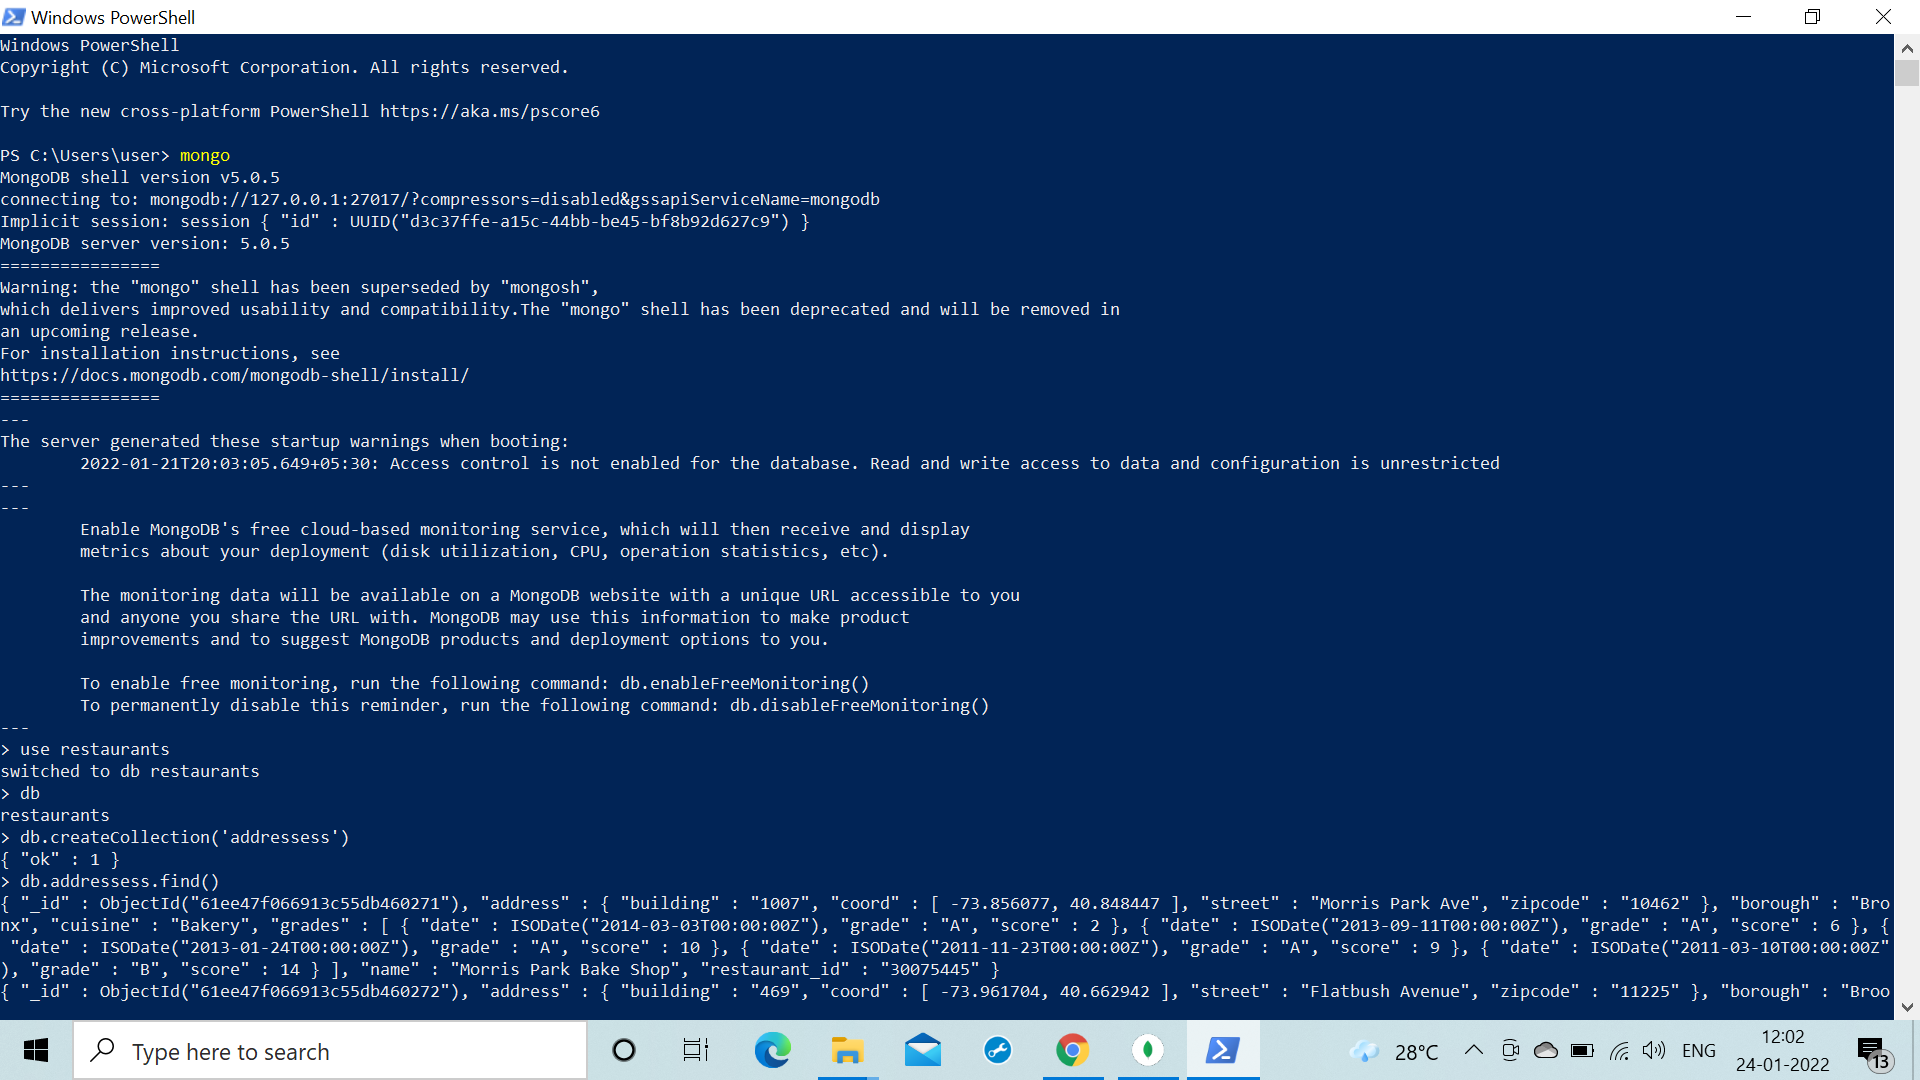 Windows PowerShell
Windows PowerShell
Copyright (C) Microsoft Corporation. All rights reserved.
Try the new cross-platform PowerShell https://aka.ms/pscore6
PS C:\Users\user> mongo
MongoDB shell version v5.0.5
connecting to: mongodb://127.0.0.1:27017/?compressors=disabled&gssapiServiceName=mongodb
Implicit session: session { "id" : UUID("d3c37ffe-a15c-44bb-be45-bf8b92d627c9") }
MongoDB server version: 5.0.5
================
Warning: the "mongo" shell has been superseded by "mongosh",
which delivers improved usability and compatibility.The "mongo" shell has been deprecated and will be removed in
an upcoming release.
For installation instructions, see
https://docs.mongodb.com/mongodb-shell/install/
================
---
The server generated these startup warnings when booting:
2022-01-21T20:03:05.649+05:30: Access control is not enabled for the database. Read and write access to data and configuration is unrestricted
---
---
Enable MongoDB's free cloud-based monitoring service, which will then receive and display
metrics about your deployment (disk utilization, CPU, operation statistics, etc).
The monitoring data will be available on a MongoDB website with a unique URL accessible to you
and anyone you share the URL with. MongoDB may use this information to make product
improvements and to suggest MongoDB products and deployment options to you.
To enable free monitoring, run the following command: db.enableFreeMonitoring()
To permanently disable this reminder, run the following command: db.disableFreeMonitoring()
---
> use restaurants
switched to db restaurants
> db
restaurants
> db.createCollection('addressess')
{ "ok" : 1 }
> db.addressess.find()
{ "_id" : ObjectId("61ee47f066913c55db460271"), "address" : { "building" : "1007", "coord" : [ -73.856077, 40.848447 ], "street" : "Morris Park Ave", "zipcode" : "10462" }, "borough" : "Bro
nx", "cuisine" : "Bakery", "grades" : [ { "date" : ISODate("2014-03-03T00:00:00Z"), "grade" : "A", "score" : 2 }, { "date" : ISODate("2013-09-11T00:00:00Z"), "grade" : "A", "score" : 6 }, {
"date" : ISODate("2013-01-24T00:00:00Z"), "grade" : "A", "score" : 10 }, { "date" : ISODate("2011-11-23T00:00:00Z"), "grade" : "A", "score" : 9 }, { "date" : ISODate("2011-03-10T00:00:00Z"
), "grade" : "B", "score" : 14 } ], "name" : "Morris Park Bake Shop", "restaurant_id" : "30075445" }
{ "_id" : ObjectId("61ee47f066913c55db460272"), "address" : { "building" : "469", "coord" : [ -73.961704, 40.662942 ], "street" : "Flatbush Avenue", "zipcode" : "11225" }, "borough" : "Broo
Type here to search
28°C
ENG
12:02
24-01-2022
13